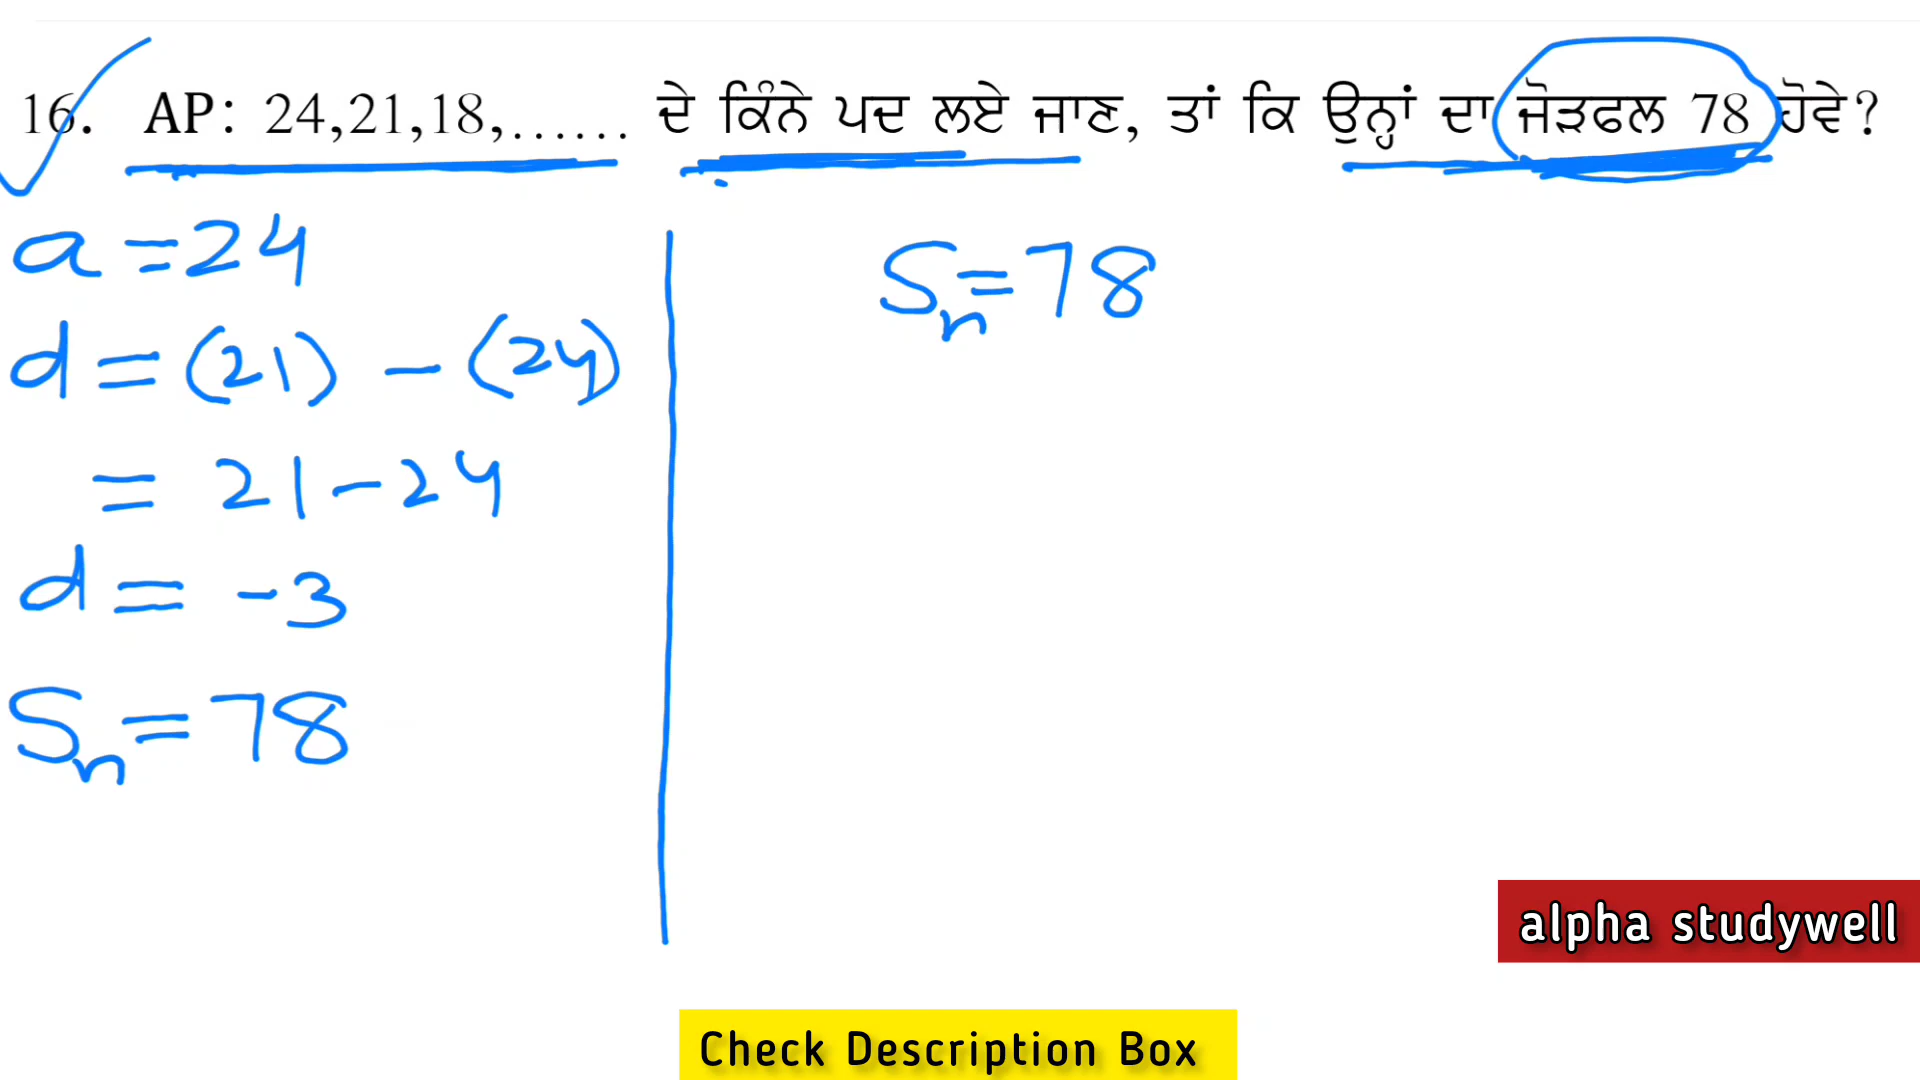 16. AP: 24,21,18,...... ਦੇ ਕਿੰਨੇ ਪਦ ਲਏ ਜਾਣ, ਤਾਂ ਕਿ ਉਨ੍ਹਾਂ ਦਾ ਜੋੜਫਲ 78 ਹੋਵੇ?
a = 24
d = (21) - (24)
= 21 - 24
d = -3
Sn = 78
Sn = 78
alpha studywell
Check Description Box